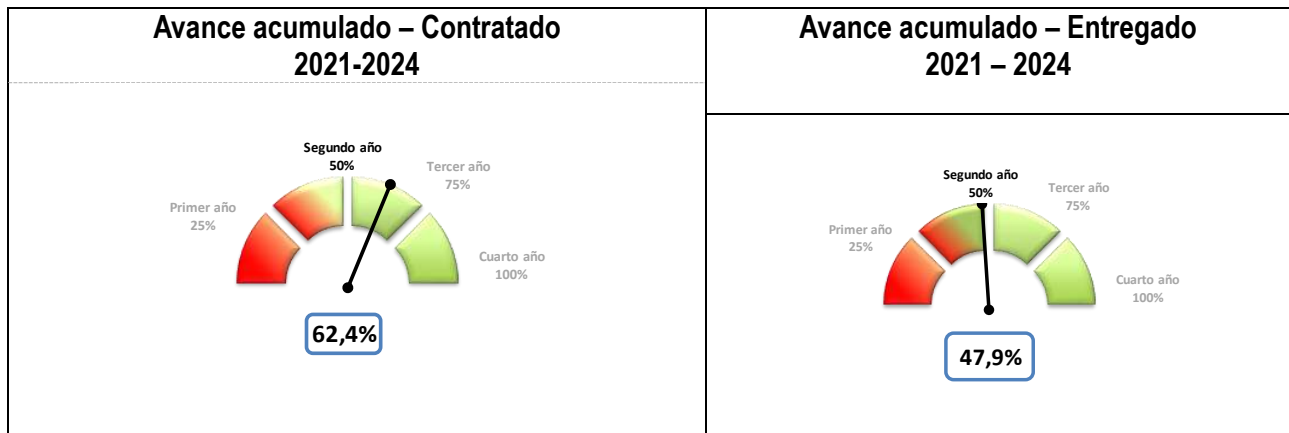 Avance acumulado – Contratado
2021-2024
Segundo año
50%
Tercer año
75%
Primer año
25%
Cuarto año
100%
62,4%
Avance acumulado – Entregado
2021 – 2024
Segundo año
50%
Tercer año
75%
Primer año
25%
Cuarto año
100%
47,9%